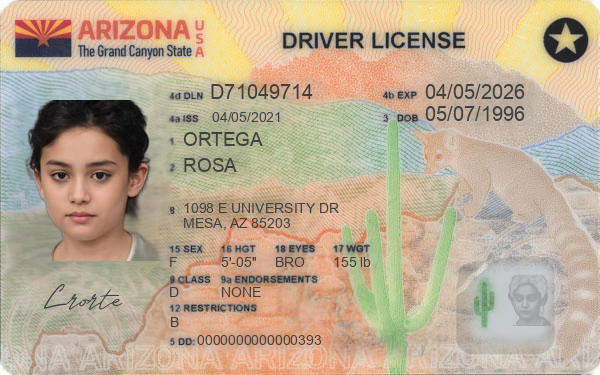 ARIZONA USA
The Grand Canyon State
DRIVER LICENSE
4d DLN D71049714
4b EXP 04/05/2026
4a ISS 04/05/2021
3 DOB 05/07/1996
1 ORTEGA
2 ROSA
8 1098 E UNIVERSITY DR
MESA, AZ 85203
15 SEX 16 HGT 18 EYES 17 WGT
F 5'-05" BRO 155 lb
9 CLASS 9a ENDORSEMENTS
D NONE
12 RESTRICTIONS
B
5 DD: 0000000000000393
ARIZONA ARIZONA ARIZONA ARIZONA